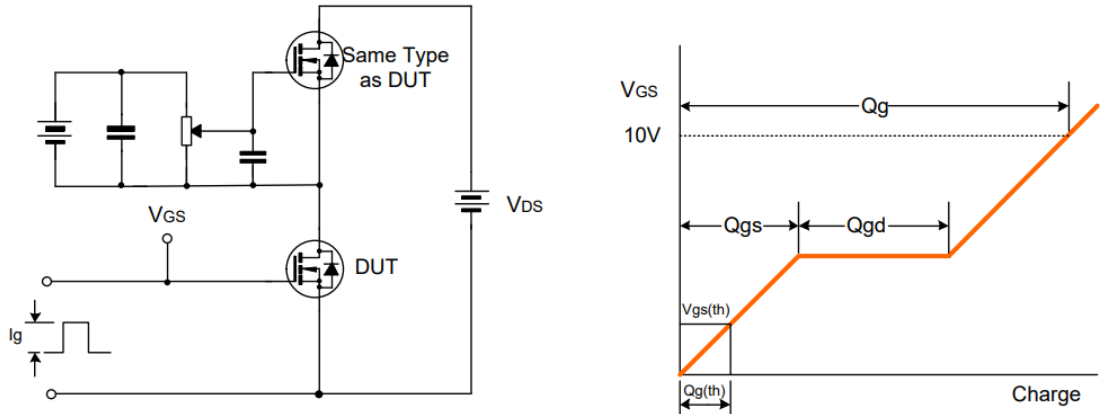 Same Type
as DUT
VGS
VDS
DUT
Ig
VGS
10V
Qg
Qgs
Qgd
Vgs(th)
Qg(th)
Charge